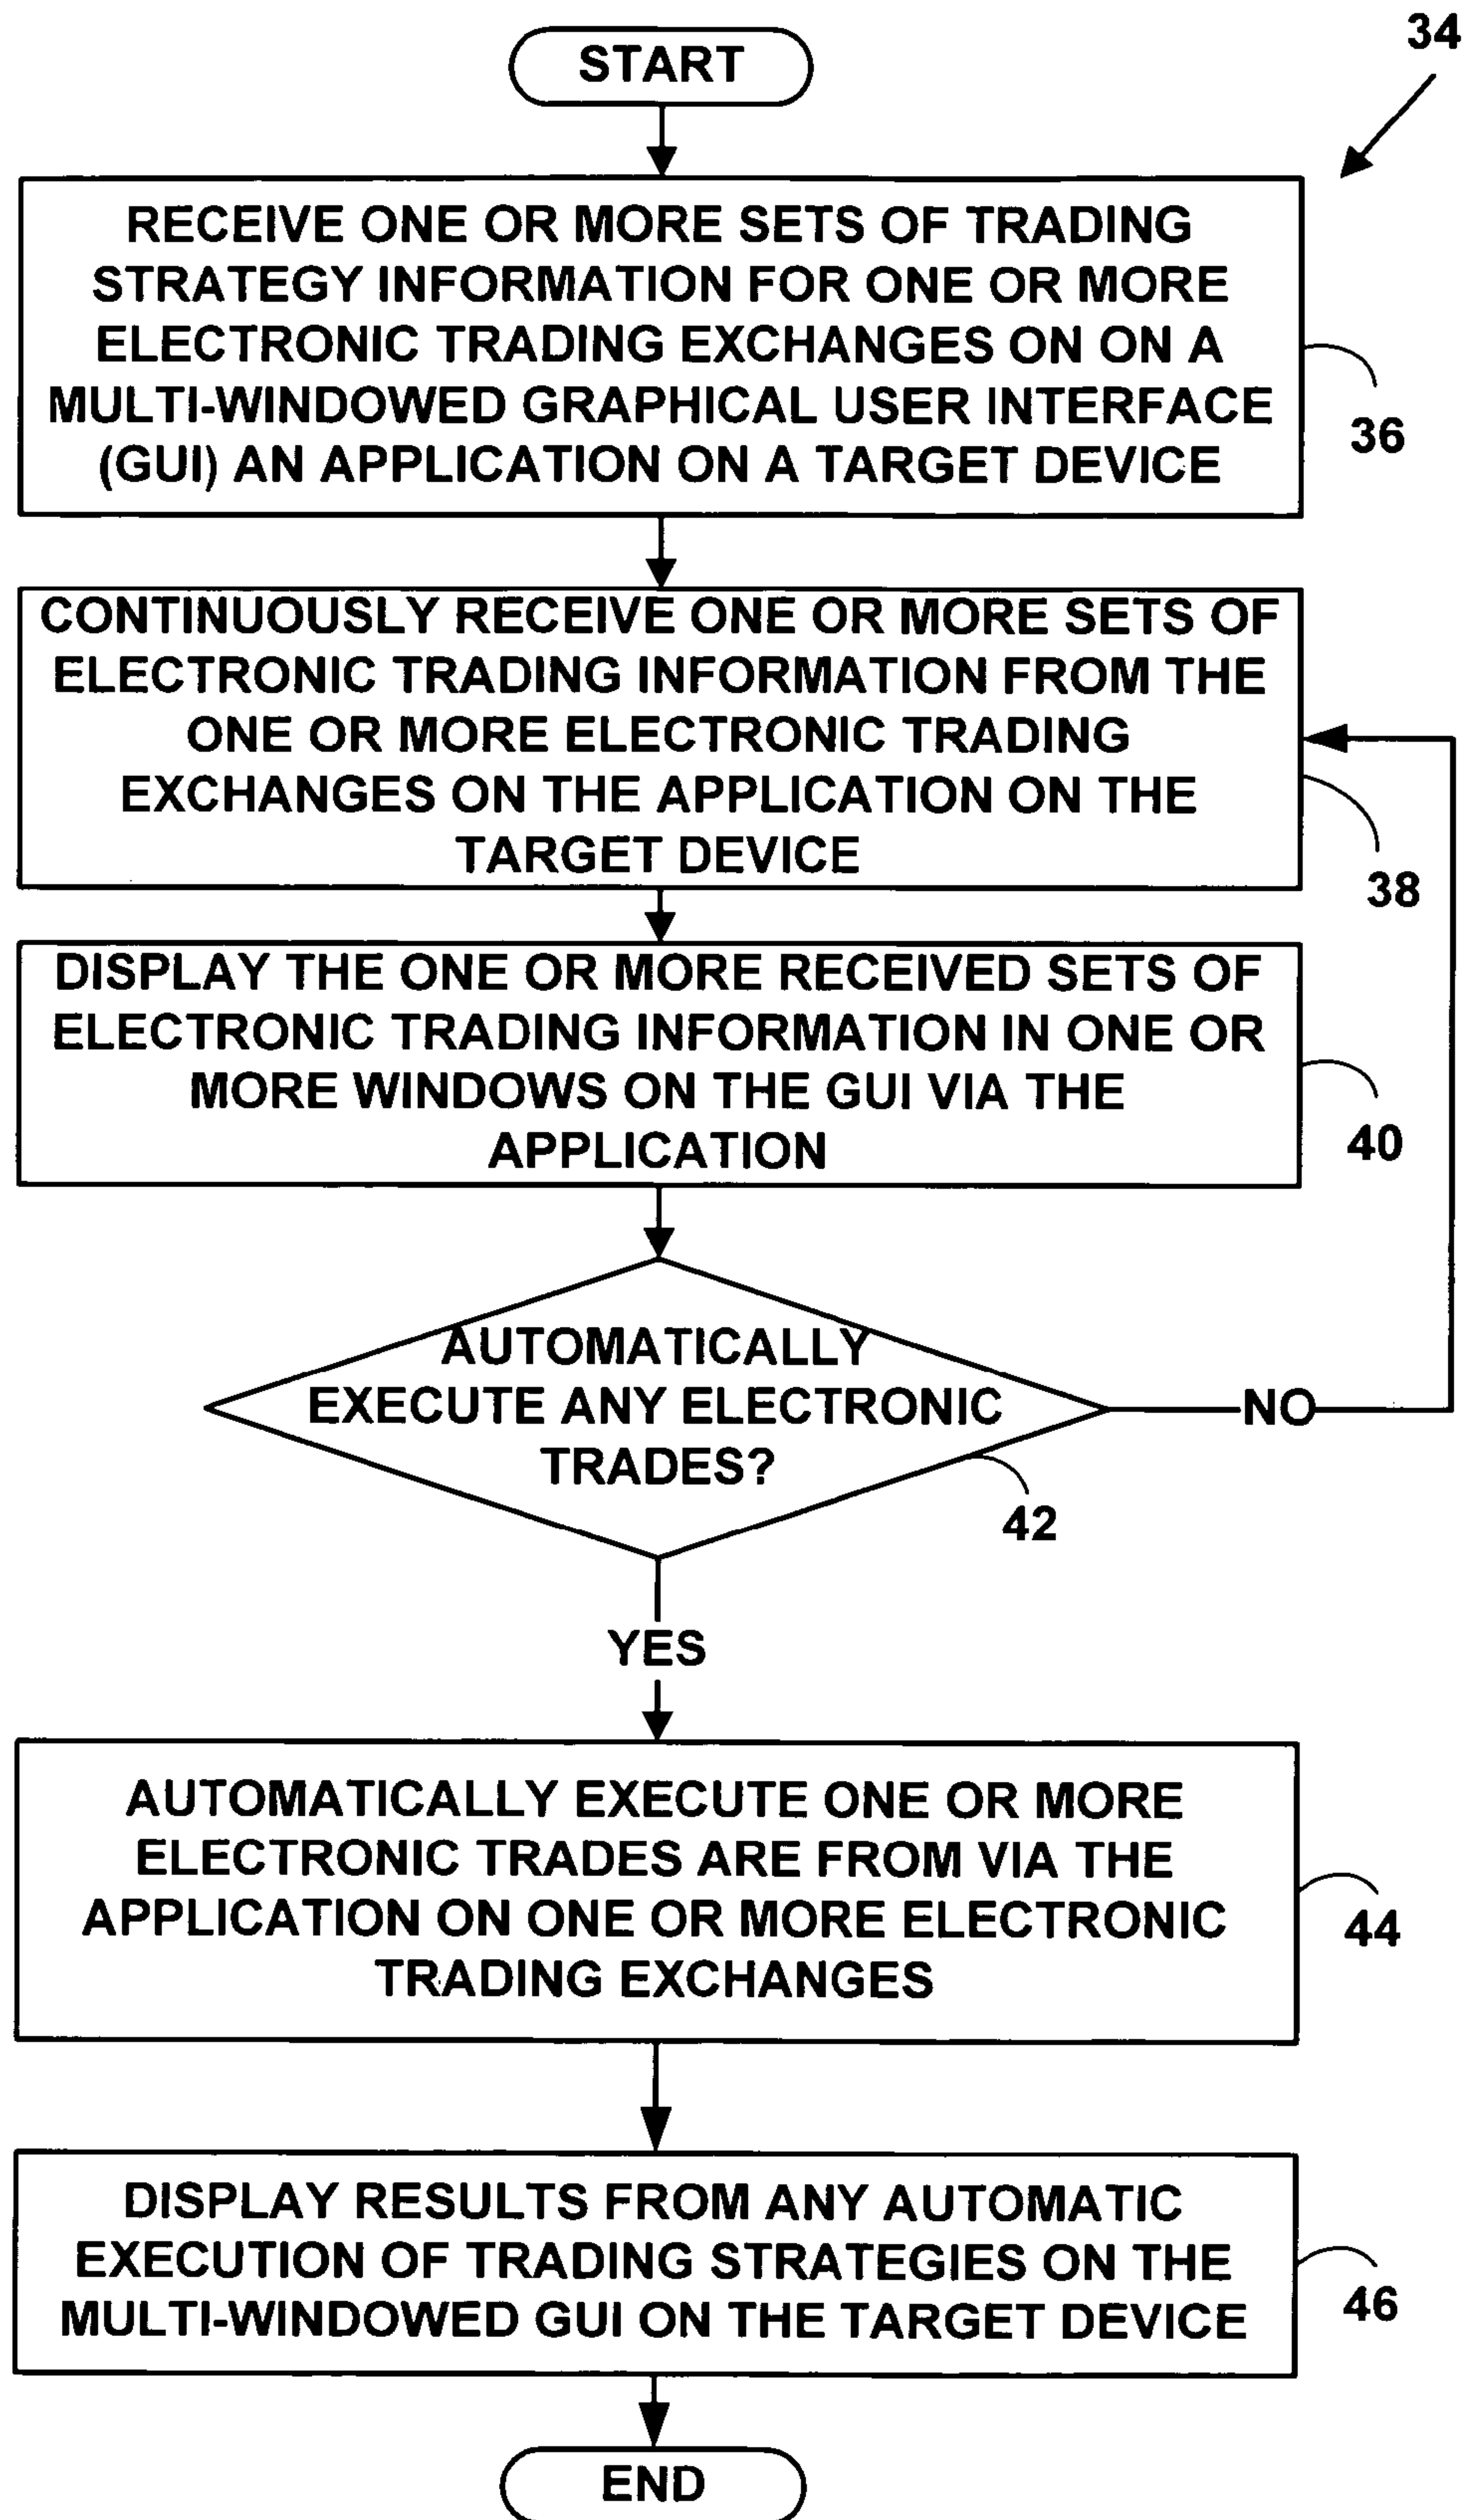 34
START
RECEIVE ONE OR MORE SETS OF TRADING
STRATEGY INFORMATION FOR ONE OR MORE
ELECTRONIC TRADING EXCHANGES ON ON A
MULTI-WINDOWED GRAPHICAL USER INTERFACE
(GUI) AN APPLICATION ON A TARGET DEVICE
36
CONTINUOUSLY RECEIVE ONE OR MORE SETS OF
ELECTRONIC TRADING INFORMATION FROM THE
ONE OR MORE ELECTRONIC TRADING
EXCHANGES ON THE APPLICATION ON THE
TARGET DEVICE
38
DISPLAY THE ONE OR MORE RECEIVED SETS OF
ELECTRONIC TRADING INFORMATION IN ONE OR
MORE WINDOWS ON THE GUI VIA THE
APPLICATION
40
AUTOMATICALLY
EXECUTE ANY ELECTRONIC
TRADES?
NO
42
YES
AUTOMATICALLY EXECUTE ONE OR MORE
ELECTRONIC TRADES ARE FROM VIA THE
APPLICATION ON ONE OR MORE ELECTRONIC
TRADING EXCHANGES
44
DISPLAY RESULTS FROM ANY AUTOMATIC
EXECUTION OF TRADING STRATEGIES ON THE
MULTI-WINDOWED GUI ON THE TARGET DEVICE
46
END